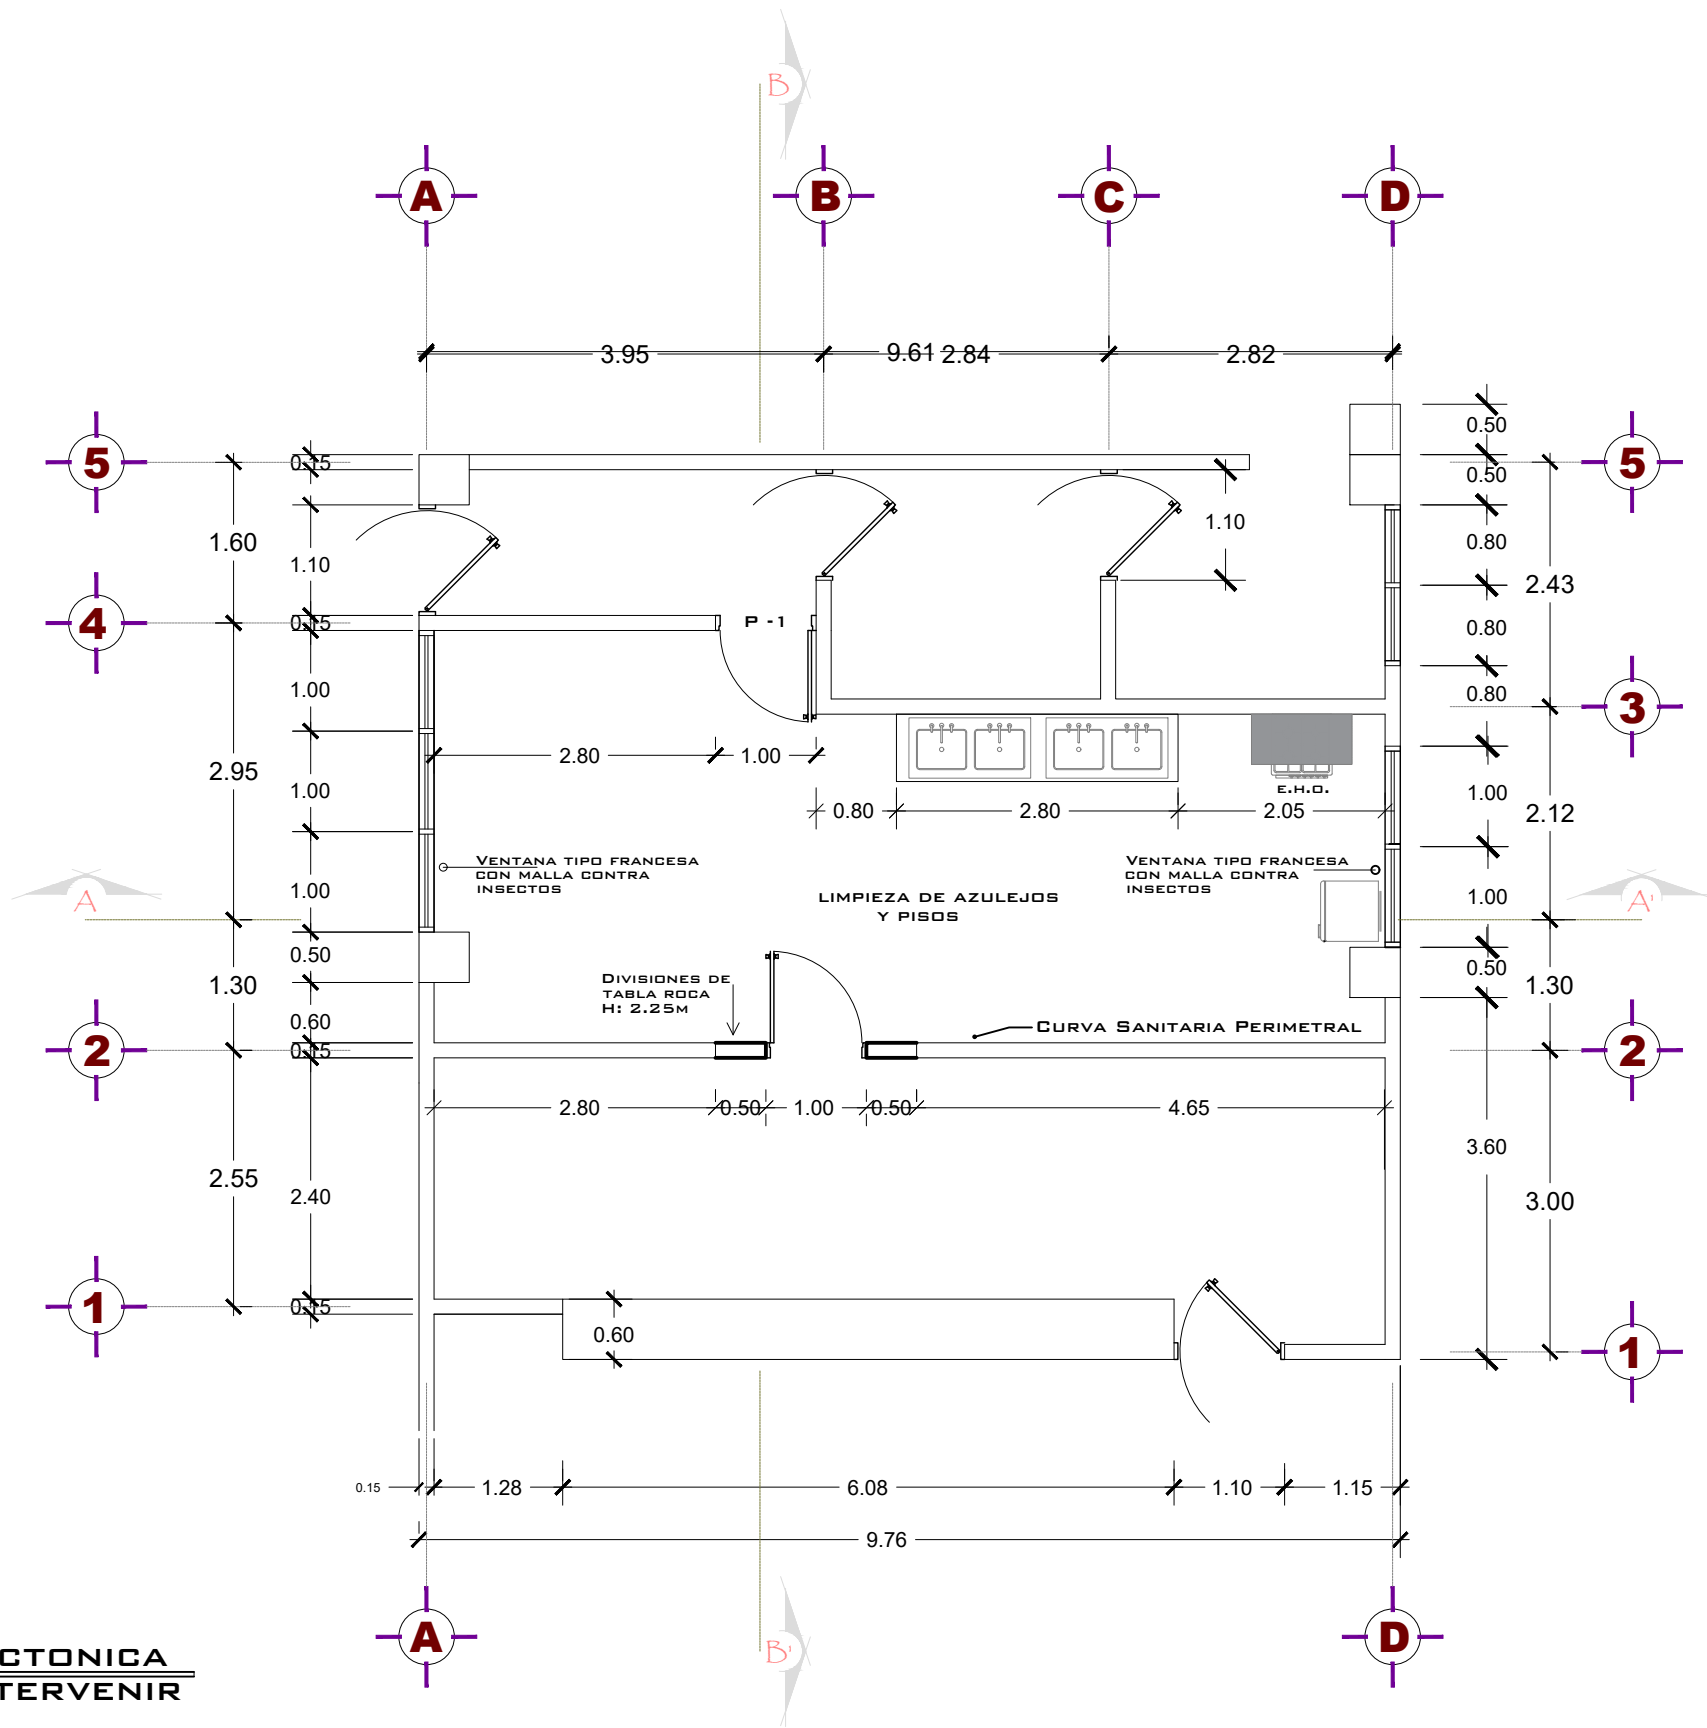 B
A
B
C
D
3.95
9.61
2.84
2.82
0.50
5
0.15
0.50
5
1.10
1.60
1.10
0.80
2.43
4
0.15
P -1
0.80
1.00
0.80
3
2.80
1.00
2.95
E.H.O.
1.00
0.80
2.80
2.05
1.00
2.12
VENTANA TIPO FRANCESA
CON MALLA CONTRA
INSECTOS
VENTANA TIPO FRANCESA
CON MALLA CONTRA
INSECTOS
A
1.00
LIMPIEZA DE AZULEJOS
Y PISOS
1.00
A'
0.50
DIVISIONES DE
TABLA ROCA
H: 2.25M
0.50
1.30
1.30
0.60
CURVA SANITARIA PERIMETRAL
2
0.15
2
2.80
0.50
1.00
0.50
4.65
3.60
2.55
2.40
3.00
1
0.15
0.60
1
0.15
1.28
6.08
1.10
1.15
9.76
A
B'
D
CTONICA
TERVENIR